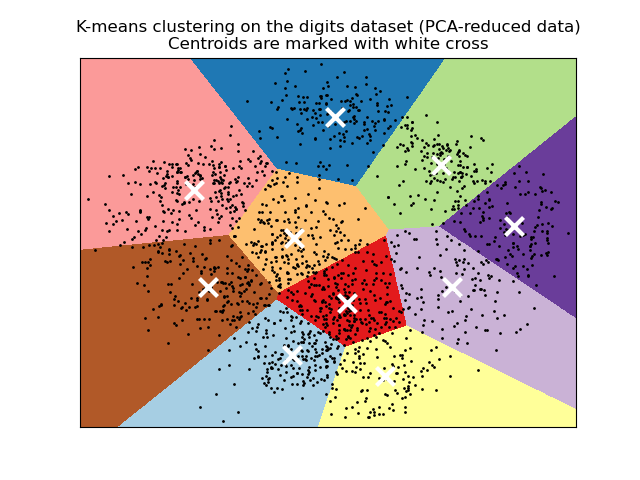 K-means clustering on the digits dataset (PCA-reduced data)
Centroids are marked with white cross